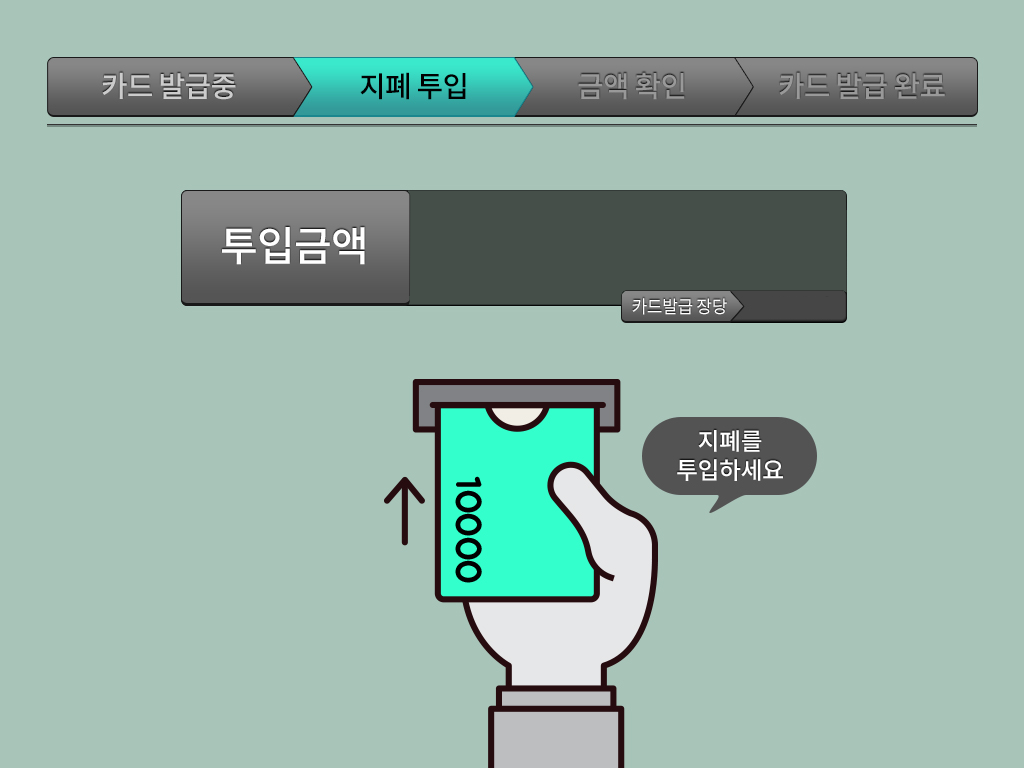 카드 발급중
지폐 투입
금액 확인
카드 발급 완료
투입금액
카드발급 장당
지폐를
투입하세요
10000